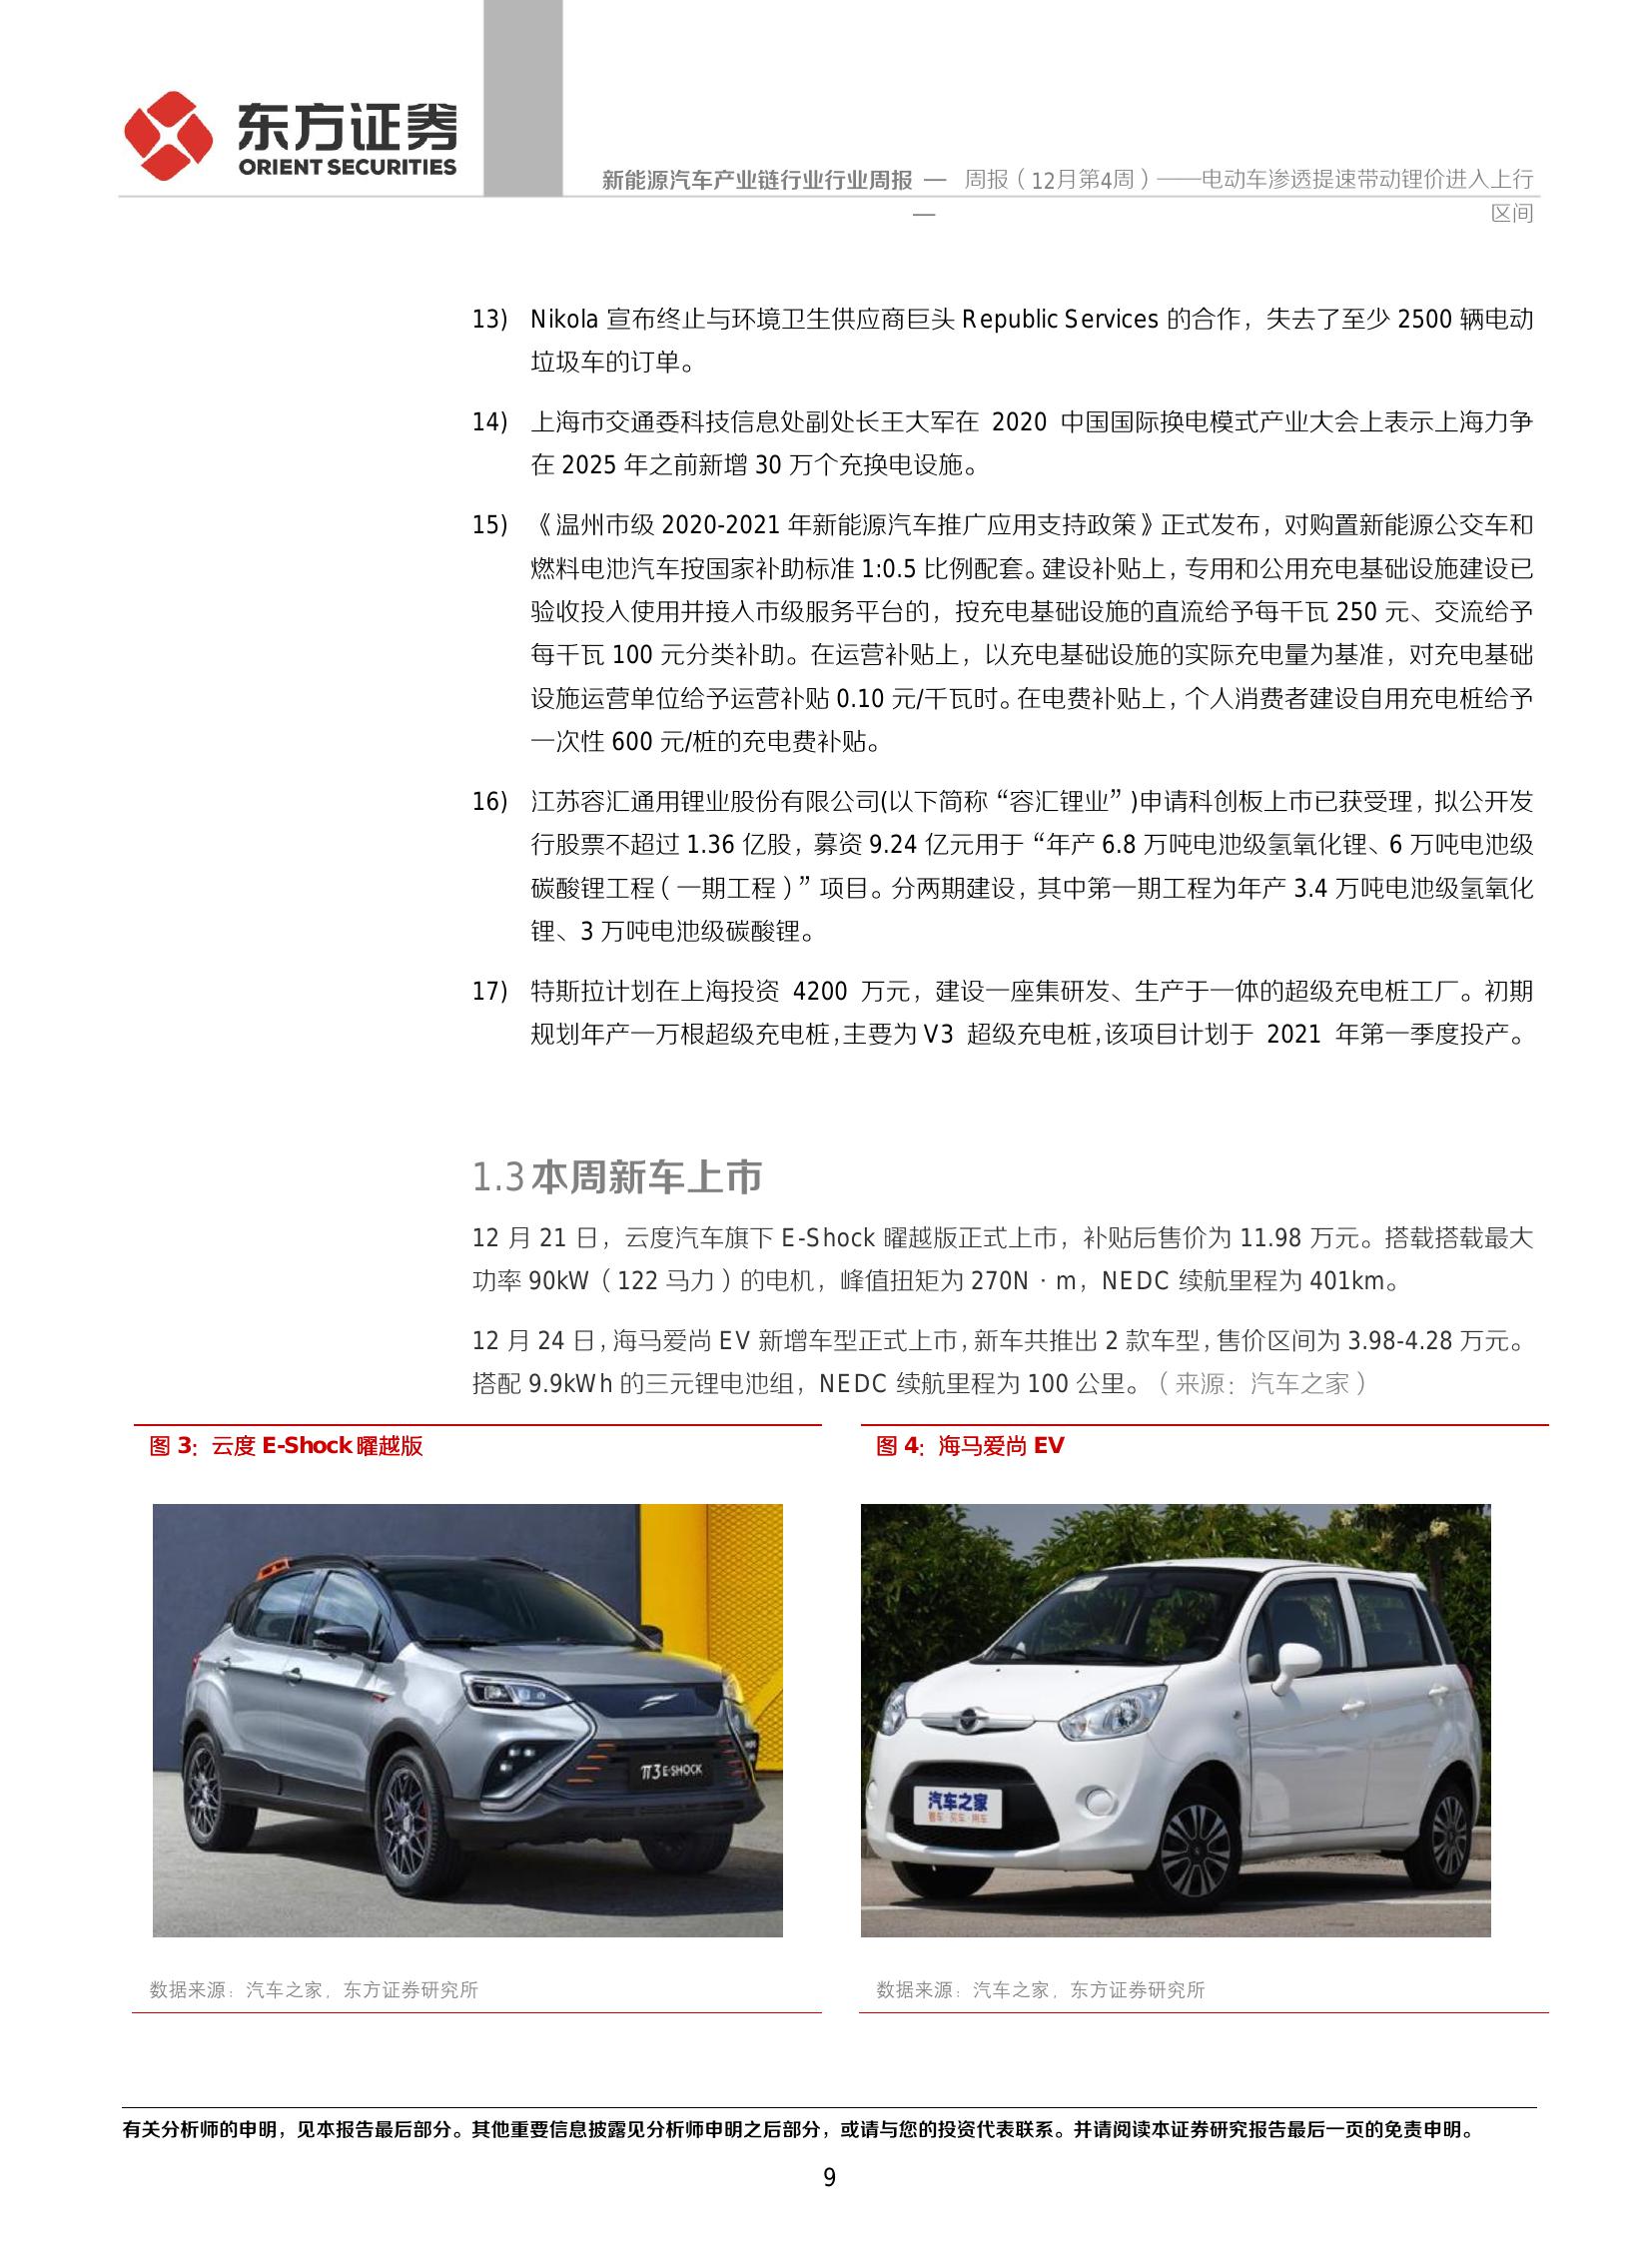 东方证券
ORIENT SECURITIES
新能源汽车产业链行业行业周报 — 周报（12月第4周）——电动车渗透提速带动锂价进入上行
— 区间
13) Nikola 宣布终止与环境卫生供应商巨头 Republic Services 的合作，失去了至少 2500 辆电动
垃圾车的订单。
14) 上海市交通委科技信息处副处长王大军在 2020 中国国际换电模式产业大会上表示上海力争
在 2025 年之前新增 30 万个充换电设施。
15) 《温州市级 2020-2021 年新能源汽车推广应用支持政策》正式发布，对购置新能源公交车和
燃料电池汽车按国家补助标准 1:0.5 比例配套。建设补贴上，专用和公用充电基础设施建设已
验收投入使用并接入市级服务平台的，按充电基础设施的直流给予每千瓦 250 元、交流给予
每千瓦 100 元分类补助。在运营补贴上，以充电基础设施的实际充电量为基准，对充电基础
设施运营单位给予运营补贴 0.10 元/千瓦时。在电费补贴上，个人消费者建设自用充电桩给予
一次性 600 元/桩的充电费补贴。
16) 江苏容汇通用锂业股份有限公司(以下简称“容汇锂业”)申请科创板上市已获受理，拟公开发
行股票不超过 1.36 亿股，募资 9.24 亿元用于“年产 6.8 万吨电池级氢氧化锂、6 万吨电池级
碳酸锂工程（一期工程）”项目。分两期建设，其中第一期工程为年产 3.4 万吨电池级氢氧化
锂、3 万吨电池级碳酸锂。
17) 特斯拉计划在上海投资 4200 万元，建设一座集研发、生产于一体的超级充电桩工厂。初期
规划年产一万根超级充电桩，主要为 V3 超级充电桩，该项目计划于 2021 年第一季度投产。
1.3 本周新车上市
12 月 21 日，云度汽车旗下 E-Shock 曜越版正式上市，补贴后售价为 11.98 万元。搭载搭载最大
功率 90kW（122 马力）的电机，峰值扭矩为 270N·m，NEDC 续航里程为 401km。
12 月 24 日，海马爱尚 EV 新增车型正式上市，新车共推出 2 款车型，售价区间为 3.98-4.28 万元。
搭配 9.9kWh 的三元锂电池组，NEDC 续航里程为 100 公里。（来源：汽车之家）
图 3：云度 E-Shock 曜越版
图 4：海马爱尚 EV
π3 E-SHOCK
汽车之家
看车·买车·用车
数据来源：汽车之家，东方证券研究所
数据来源：汽车之家，东方证券研究所
有关分析师的申明，见本报告最后部分。其他重要信息披露见分析师申明之后部分，或请与您的投资代表联系。并请阅读本证券研究报告最后一页的免责申明。
9